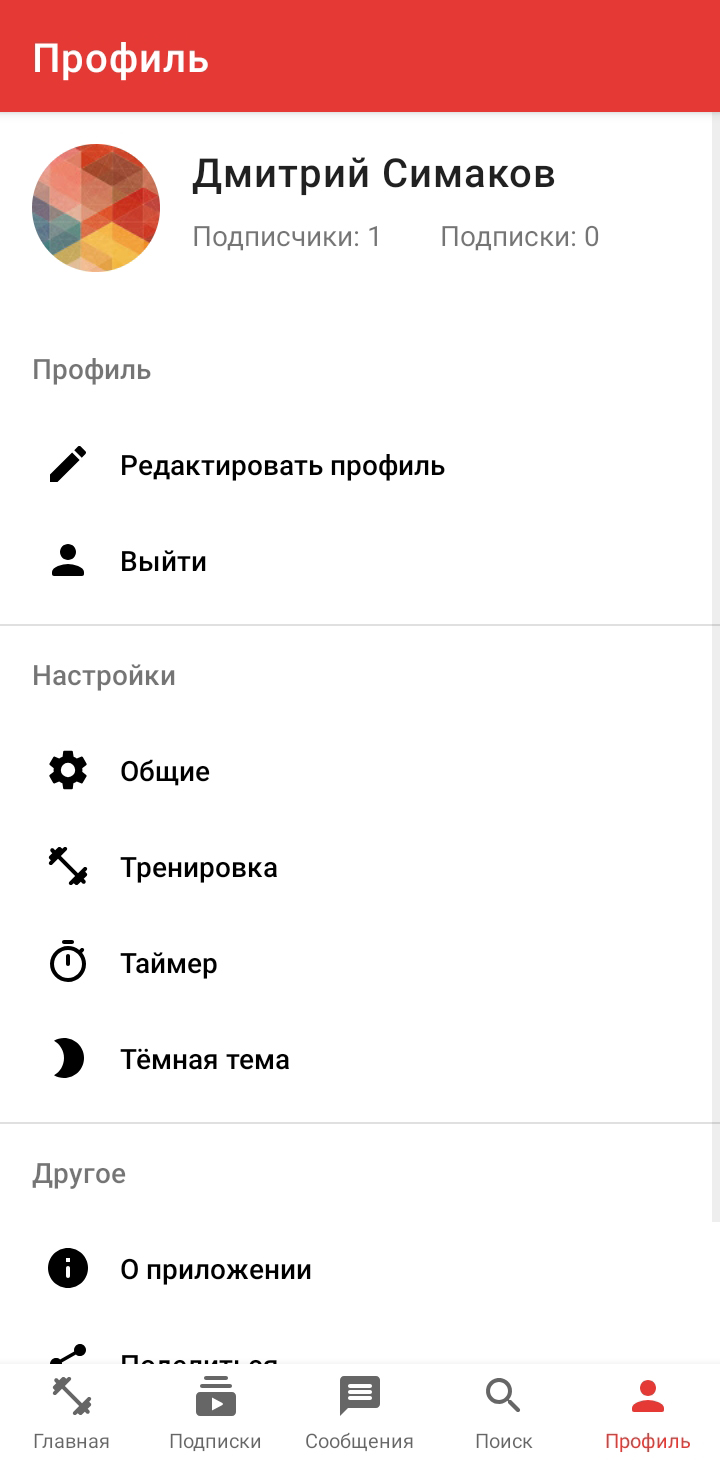 Профиль
Дмитрий Симаков
Подписчики: 1 Подписки: 0
Профиль
Редактировать профиль
Выйти
Настройки
Общие
Тренировка
Таймер
Тёмная тема
Другое
О приложении
Поделиться
Главная Подписки Сообщения Поиск Профиль